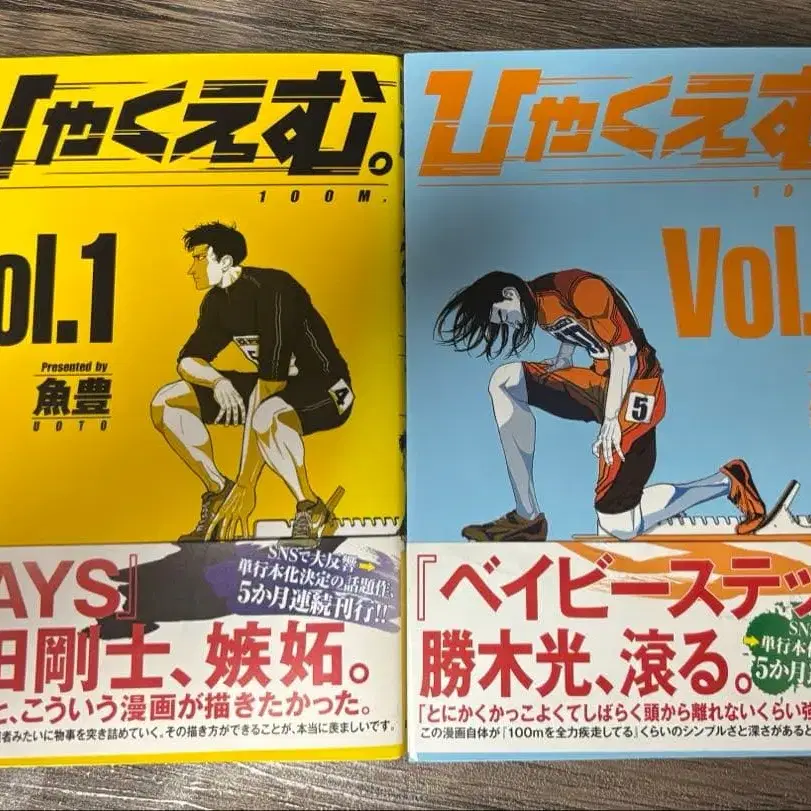 ひゃくえむ。
100M.
Vol.1
Presented by
魚豊
UOTO
4
SNSで大反響➡
単行本化決定の話題作、
5か月連続刊行!!
AYS』
田剛士、嫉妬。
と、こういう漫画が描きたかった。
者みたいに物事を突き詰めていく。その描き方ができることが、本当に羨ましいです。
ひゃくえむ
10
Vol.
5
『ベイビーステッ
勝木光、滾る。
SN
➡単行本化
5か月連
「とにかくかっこよくてしばらく頭から離れないくらい強
この漫画自体が『100mを全力疾走してる』くらいのシンプルさと深さがあると